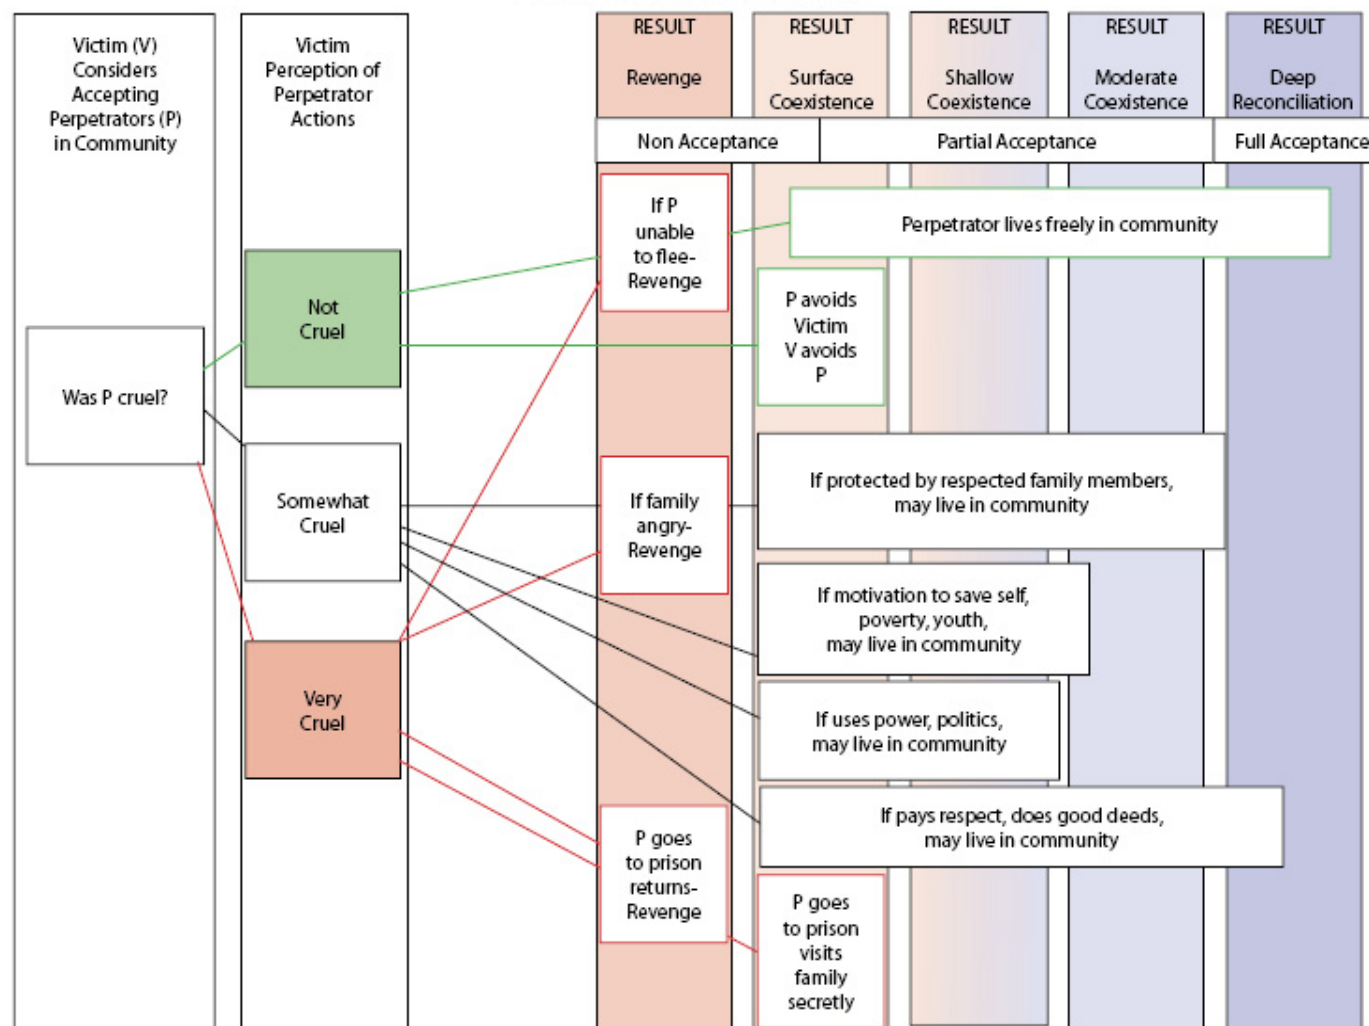 Victim (V)
Considers
Accepting
Perpetrators (P)
in Community
Victim
Perception of
Perpetrator
Actions
RESULT
Revenge
RESULT
Surface
Coexistence
RESULT
Shallow
Coexistence
RESULT
Moderate
Coexistence
RESULT
Deep
Reconciliation
Non Acceptance
Partial Acceptance
Full Acceptance
Was P cruel?
Not
Cruel
Somewhat
Cruel
Very
Cruel
If P
unable
to flee-
Revenge
Perpetrator lives freely in community
P avoids
Victim
V avoids
P
If family
angry-
Revenge
If protected by respected family members,
may live in community
If motivation to save self,
poverty, youth,
may live in community
If uses power, politics,
may live in community
If pays respect, does good deeds,
may live in community
P goes
to prison
returns-
Revenge
P goes
to prison
visits
family
secretly